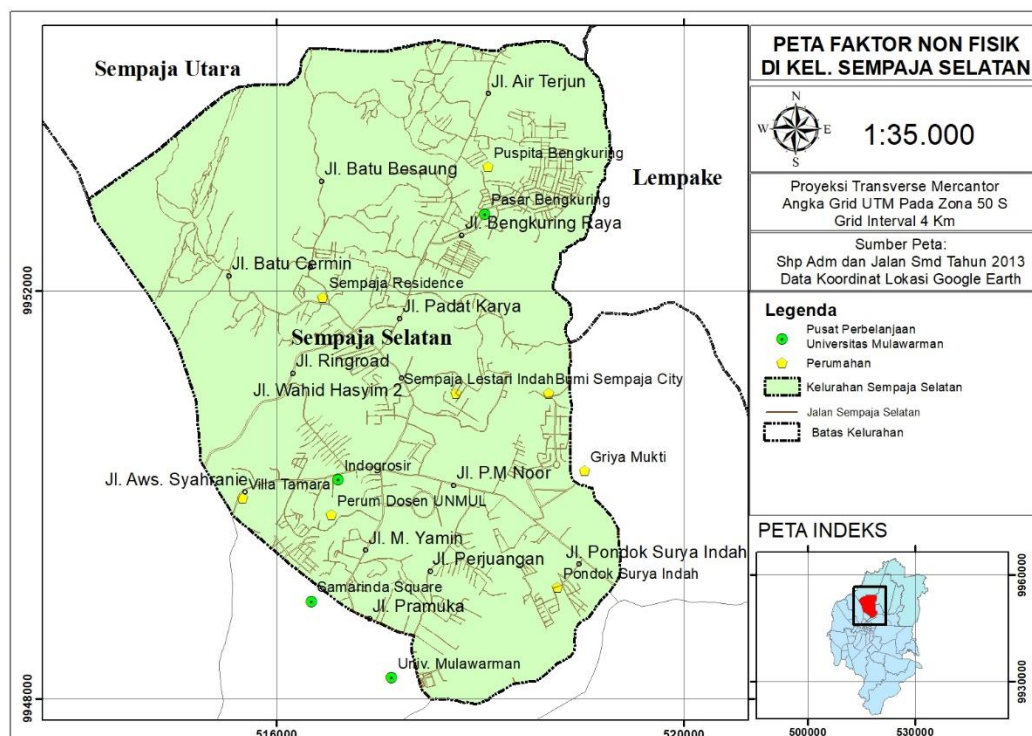 PETA FAKTOR NON FISIK
DI KEL. SEMPAJA SELATAN
N
W E
S
1:35.000
Proyeksi Transverse Mercantor
Angka Grid UTM Pada Zona 50 S
Grid Interval 4 Km
Sumber Peta:
Shp Adm dan Jalan Smd Tahun 2013
Data Koordinat Lokasi Google Earth
Legenda
Pusat Perbelanjaan
Universitas Mulawarman
Perumahan
Kelurahan Sempaja Selatan
Jalan Sempaja Selatan
Batas Kelurahan
PETA INDEKS
9960000
9930000
500000
530000
Sempaja Utara
Jl. Air Terjun
Puspita Bengkuring
Lempake
Jl. Batu Besaung
Pasar Bengkuring
Jl. Bengkuring Raya
Jl. Batu Cermin
Sempaja Residence
9952000
Jl. Padat Karya
Sempaja Selatan
Jl. Ringroad
Sempaja Lestari Indah
Bumi Sempaja City
Jl. Wahid Hasyim 2
Griya Mukti
Indogrosir
Jl. P.M Noor
Jl. Aws. Syahranie
Villa Tamara
Perum Dosen UNMUL
Jl. M. Yamin
Jl. Perjuangan
Jl. Pondok Surya Indah
Pondok Surya Indah
Samarinda Square
Jl. Pramuka
Univ. Mulawarman
9948000
516000
520000